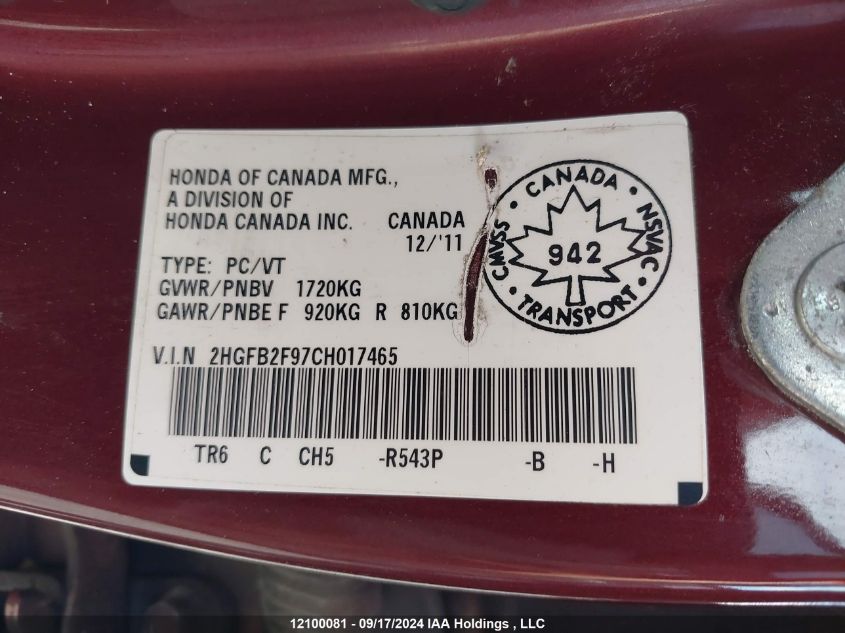 HONDA OF CANADA MFG.,
A DIVISION OF
HONDA CANADA INC. CANADA
12/'11
TYPE: PC/VT
GVWR/PNBV 1720KG
GAWR/PNBE F 920KG R 810KG
CANADA
CMVSS NSVAC
942
TRANSPORT
V.I.N 2HGFB2F97CH017465
TR6 C CH5 -R543P -B -H
12100081 - 09/17/2024 IAA Holdings , LLC